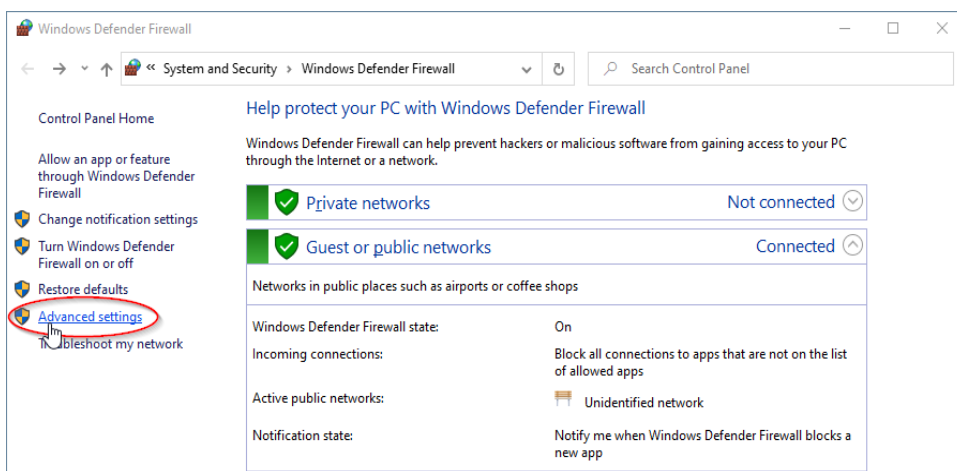 Windows Defender Firewall
« System and Security › Windows Defender Firewall
Search Control Panel
Control Panel Home
Allow an app or feature
through Windows Defender
Firewall
Change notification settings
Turn Windows Defender
Firewall on or off
Restore defaults
Advanced settings
Troubleshoot my network
Help protect your PC with Windows Defender Firewall
Windows Defender Firewall can help prevent hackers or malicious software from gaining access to your PC
through the Internet or a network.
Private networks Not connected
Guest or public networks Connected
Networks in public places such as airports or coffee shops
Windows Defender Firewall state: On
Incoming connections: Block all connections to apps that are not on the list
of allowed apps
Active public networks: Unidentified network
Notification state: Notify me when Windows Defender Firewall blocks a
new app